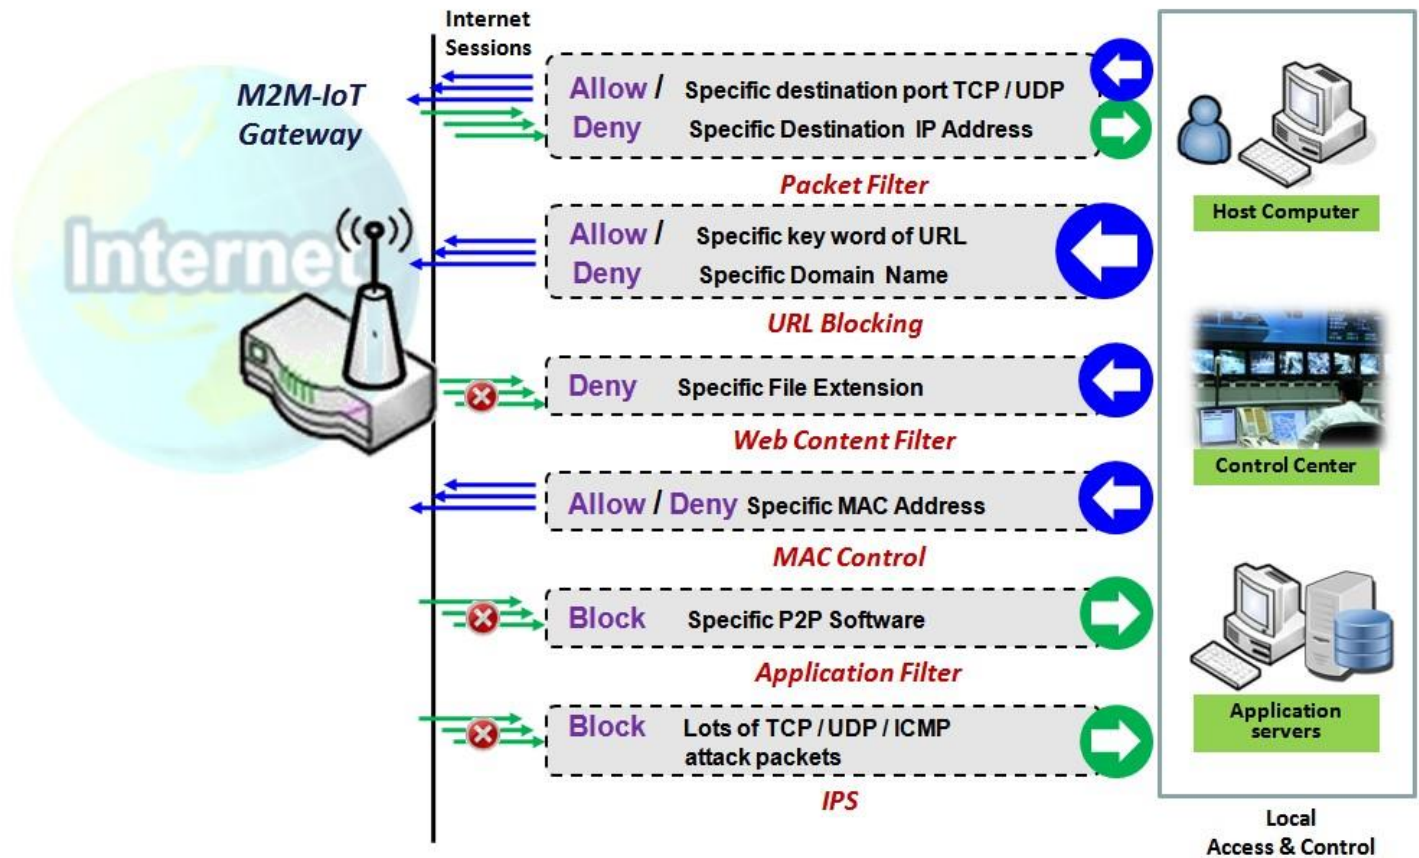 Internet
Sessions
M2M-IoT
Gateway
Internet
Allow / Specific destination port TCP / UDP
Deny Specific Destination IP Address
Packet Filter
Allow / Specific key word of URL
Deny Specific Domain Name
URL Blocking
Deny Specific File Extension
Web Content Filter
Allow / Deny Specific MAC Address
MAC Control
Block Specific P2P Software
Application Filter
Block Lots of TCP / UDP / ICMP
attack packets
IPS
Host Computer
Control Center
Application
servers
Local
Access & Control